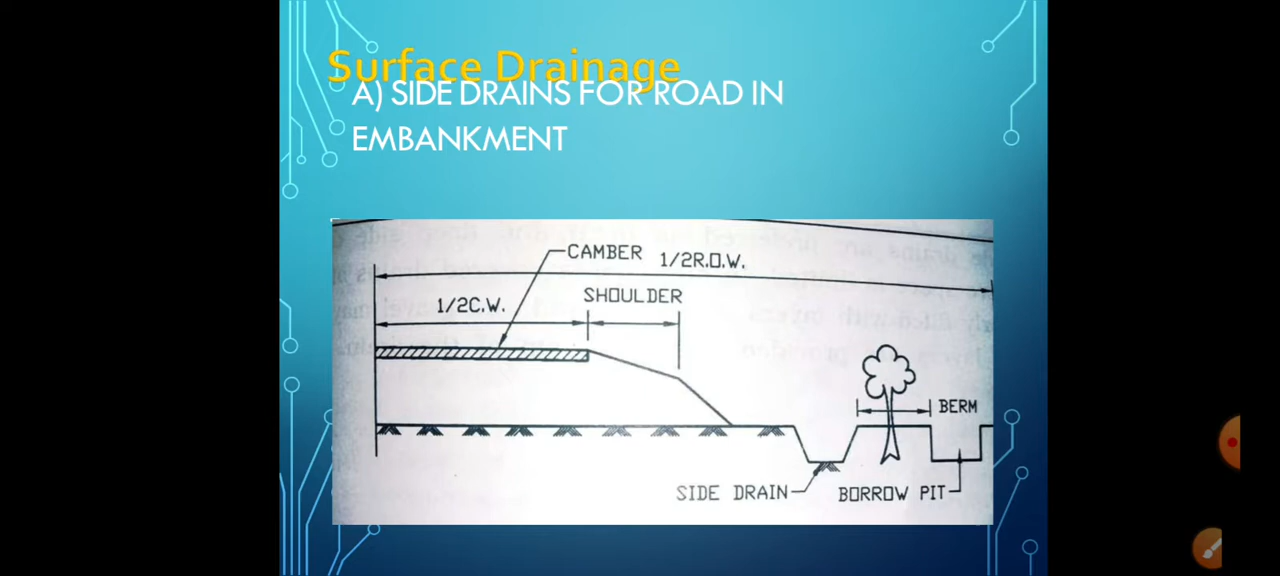 Surface Drainage
A) SIDE DRAINS FOR ROAD IN
EMBANKMENT
CAMBER
1/2R.O.W.
1/2C.W.
SHOULDER
BERM
SIDE DRAIN
BORROW PIT